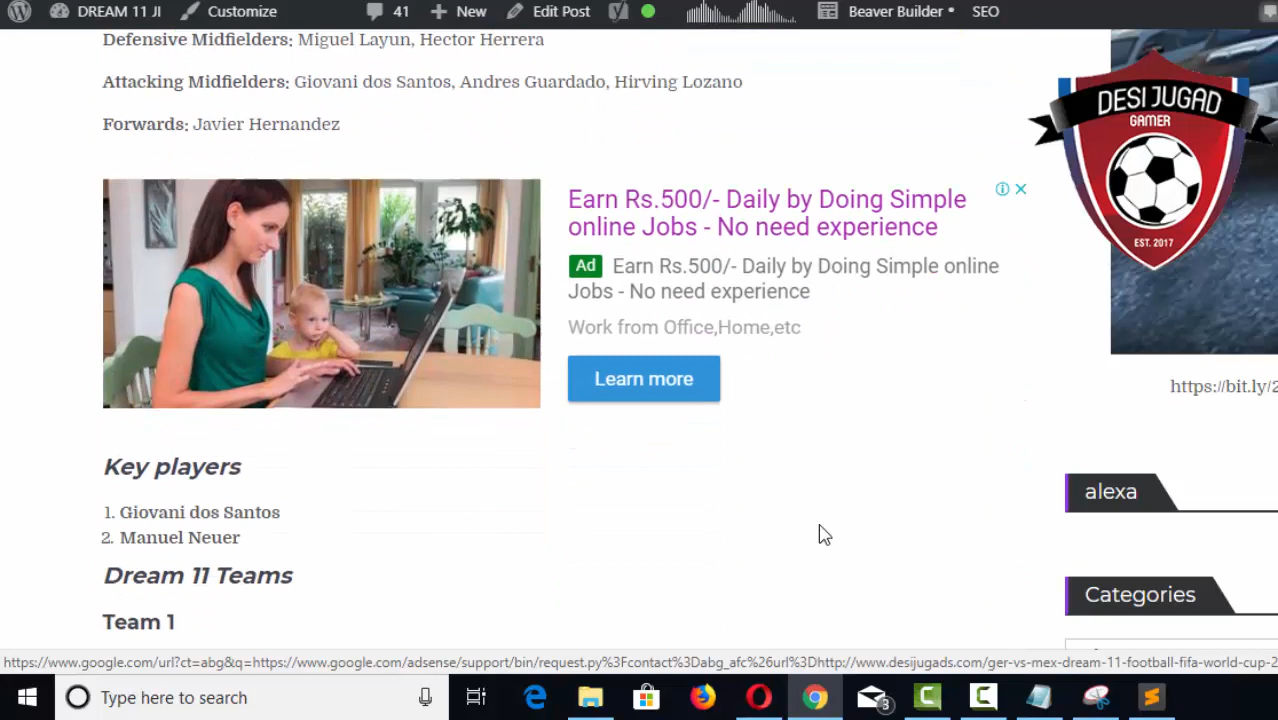 DREAM 11 JI Customize 41 New Edit Post Beaver Builder SEO
Defensive Midfielders: Miguel Layun, Hector Herrera
Attacking Midfielders: Giovani dos Santos, Andres Guardado, Hirving Lozano
Forwards: Javier Hernandez
Earn Rs.500/- Daily by Doing Simple
online Jobs - No need experience
Ad Earn Rs.500/- Daily by Doing Simple online
Jobs - No need experience
Work from Office,Home,etc
Learn more
DESI JUGAD
GAMER
EST. 2017
https://bit.ly/2
Key players
1. Giovani dos Santos
2. Manuel Neuer
Dream 11 Teams
Team 1
alexa
Categories
https://www.google.com/url?ct=abg&q=https://www.google.com/adsense/support/bin/request.py%3Fcontact%3Dabg_afc%26url%3Dhttp://www.desijugads.com/ger-vs-mex-dream-11-football-fifa-world-cup-2
Type here to search
3